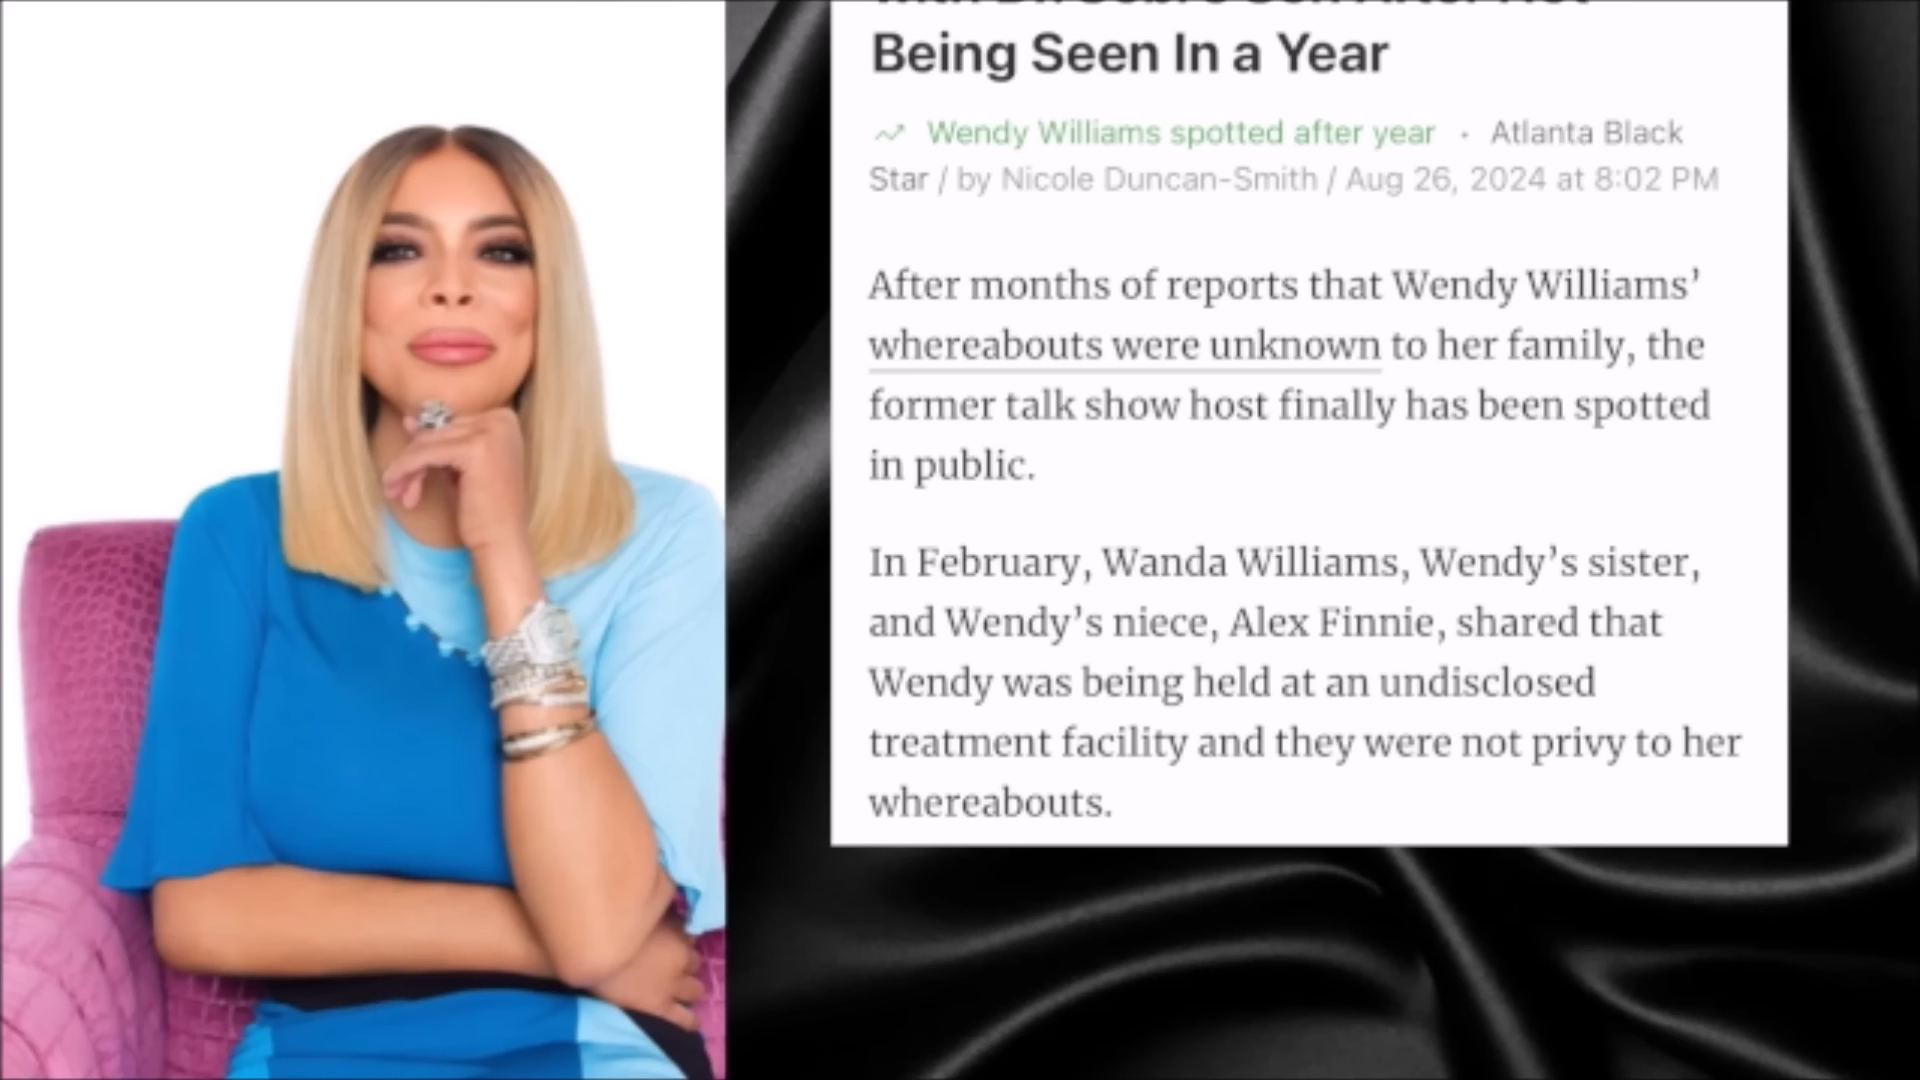 Being Seen In a Year
Wendy Williams spotted after year · Atlanta Black
Star / by Nicole Duncan-Smith / Aug 26, 2024 at 8:02 PM
After months of reports that Wendy Williams’
whereabouts were unknown to her family, the
former talk show host finally has been spotted
in public.
In February, Wanda Williams, Wendy’s sister,
and Wendy’s niece, Alex Finnie, shared that
Wendy was being held at an undisclosed
treatment facility and they were not privy to her
whereabouts.